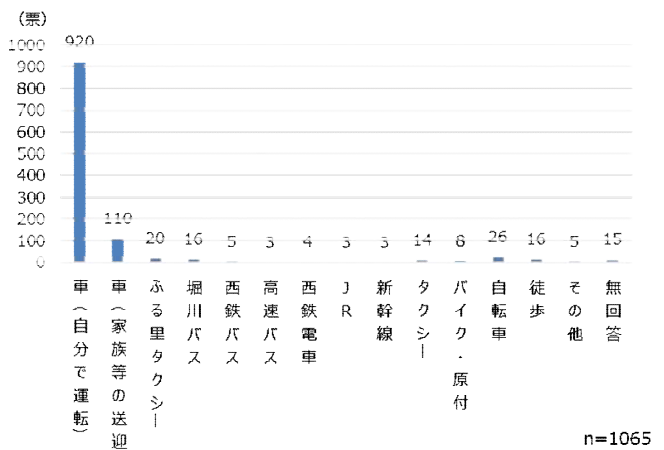 (票)
1000
900
800
700
600
500
400
300
200
100
0
920
110
20
16
5
3
4
3
3
14
6
26
16
5
15
車(自分で運転)
車(家族等の送迎
ふる里タクシー
堀川バス
西鉄バス
高速バス
西鉄電車
JR
新幹線
タクシー
バイク・原付
自転車
徒歩
その他
無回答
n=1065